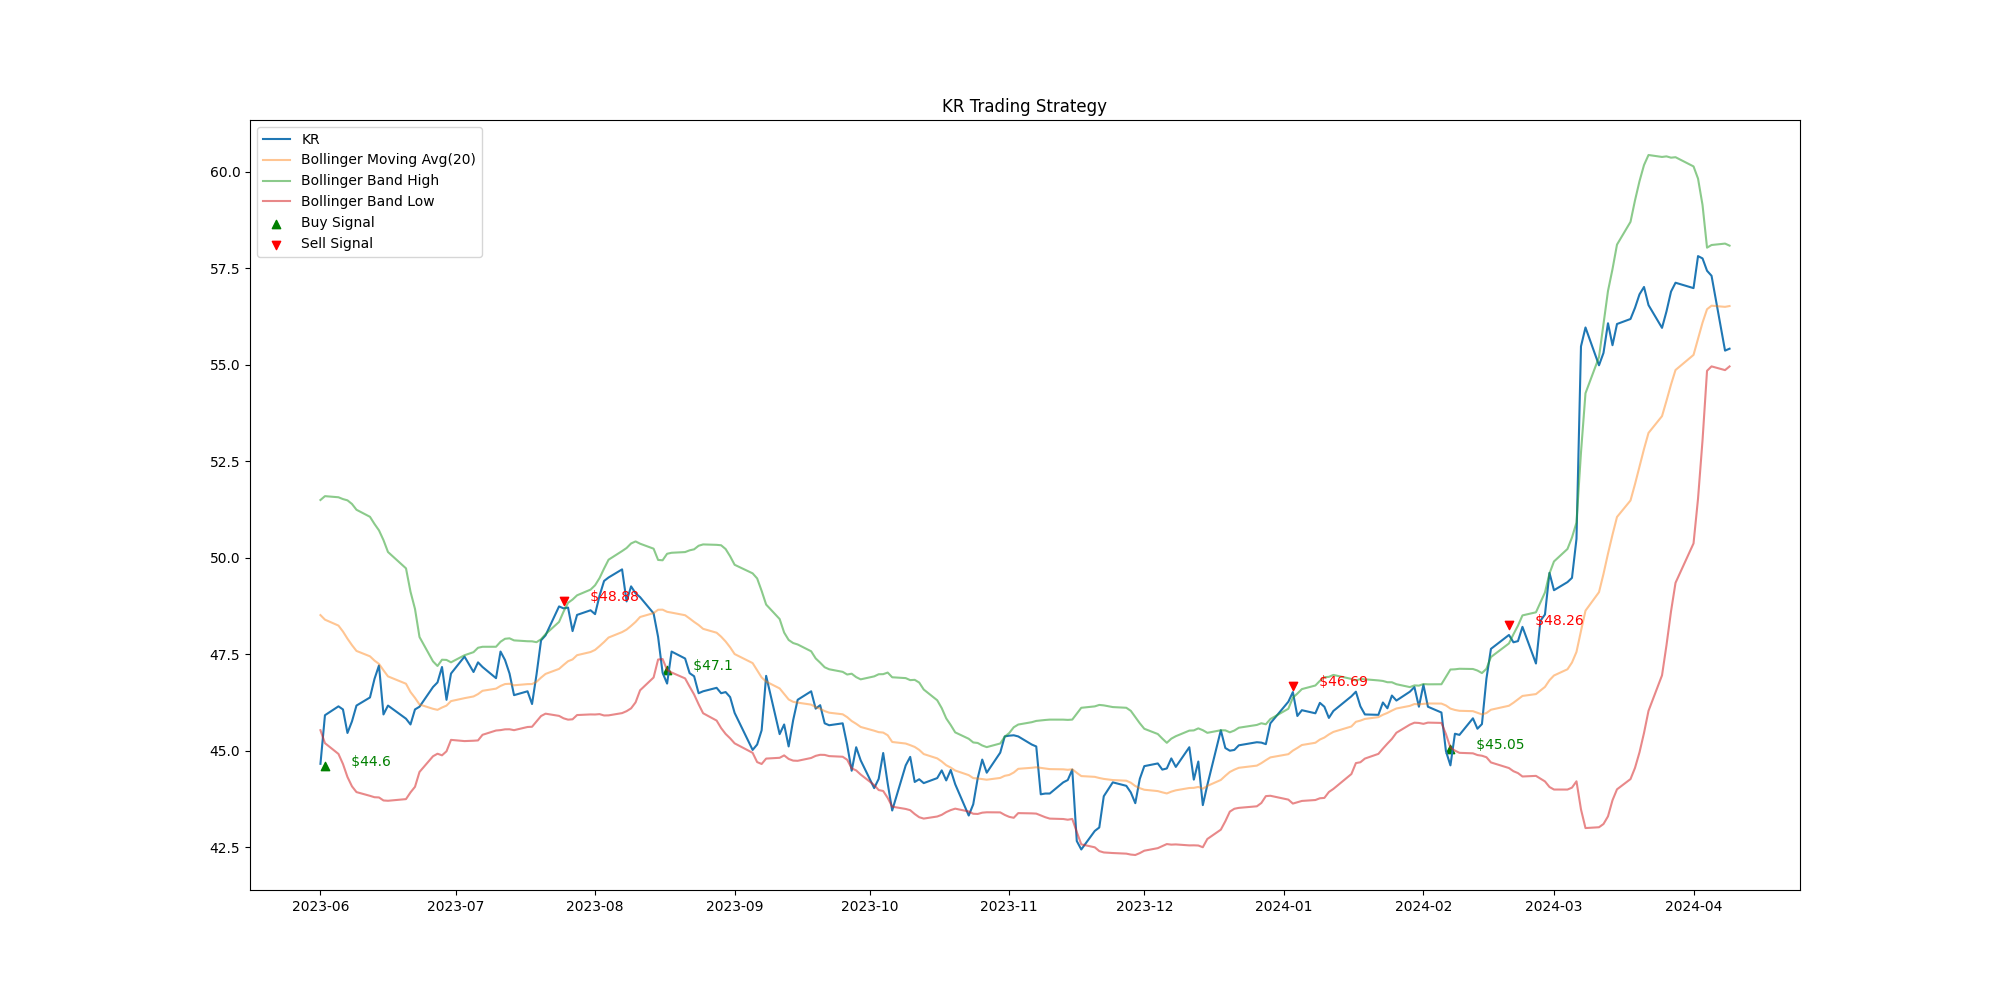 KR Trading Strategy
KR
Bollinger Moving Avg(20)
Bollinger Band High
Bollinger Band Low
Buy Signal
Sell Signal
60.0
57.5
55.0
52.5
50.0
47.5
45.0
42.5
$44.6
$48.88
$47.1
$46.69
$45.05
$48.26
2023-06 2023-07 2023-08 2023-09 2023-10 2023-11 2023-12 2024-01 2024-02 2024-03 2024-04